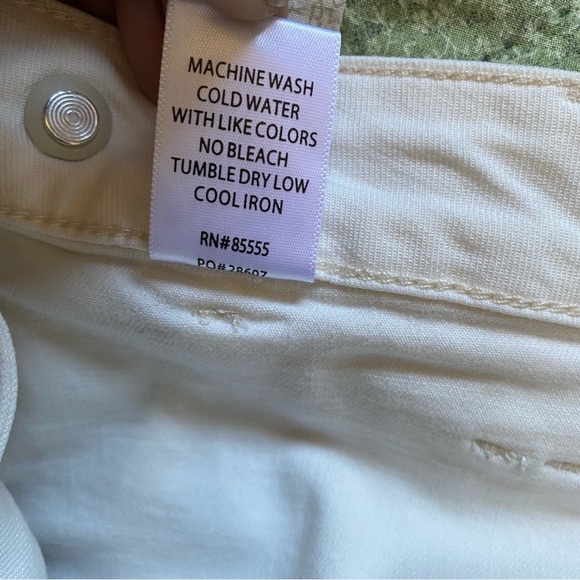 MACHINE WASH
COLD WATER
WITH LIKE COLORS
NO BLEACH
TUMBLE DRY LOW
COOL IRON
RN#85555